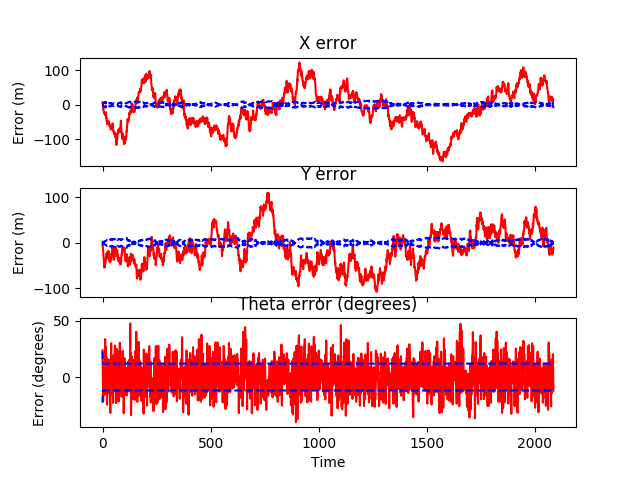 X error
Error (m)
100
0
−100
Y error
Error (m)
100
0
−100
Theta error (degrees)
Error (degrees)
50
0
0
500
1000
1500
2000
Time